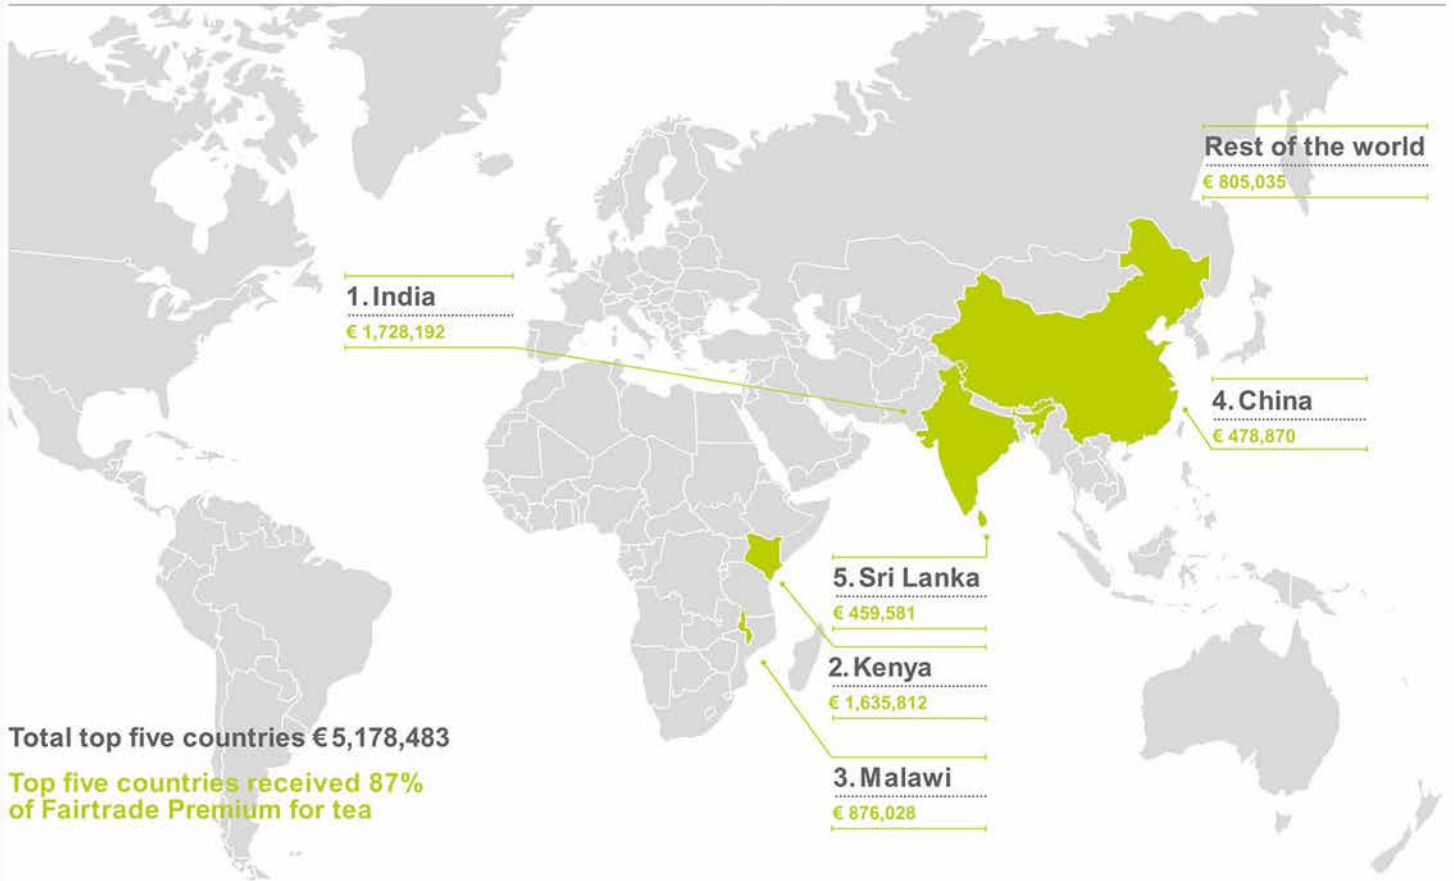 Rest of the world
€ 805,035
1. India
€ 1,728,192
4. China
€ 478,870
5. Sri Lanka
€ 459,581
2. Kenya
€ 1,635,812
3. Malawi
€ 876,028
Total top five countries €5,178,483
Top five countries received 87%
of Fairtrade Premium for tea